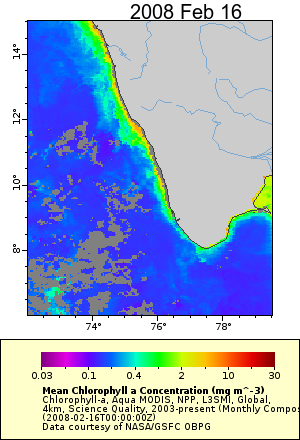 2008 Feb 16
14°
12°
10°
8°
74°
76°
78°
0.03
0.1
0.4
2
10
30
Mean Chlorophyll a Concentration (mg m^-3)
Chlorophyll-a, Aqua MODIS, NPP, L3SMI, Global,
4km, Science Quality, 2003-present (Monthly Compos
(2008-02-16T00:00:00Z)
Data courtesy of NASA/GSFC OBPG